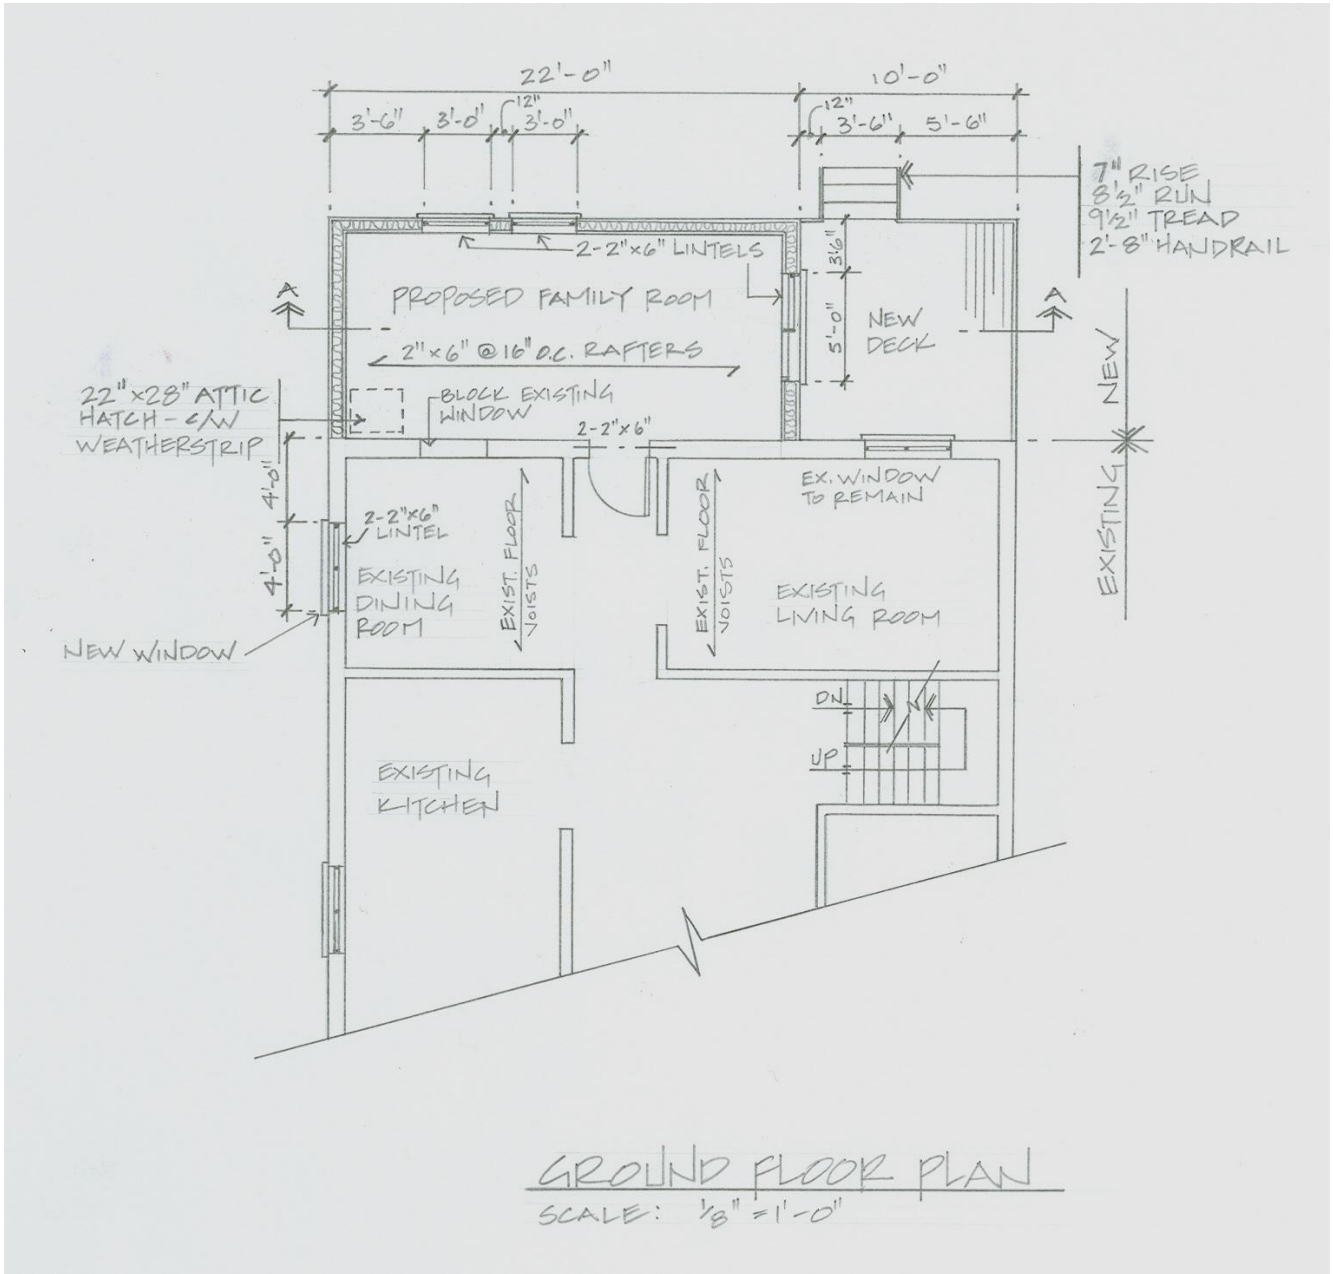 22'-0"
10'-0"
12"
12"
3'-6"
3'-0"
3'-0"
3'-6"
5'-6"
7" RISE
8½" RUN
9½" TREAD
2'-8" HANDRAIL
2-2"x6" LINTELS
3'6"
A
PROPOSED FAMILY ROOM
A
5'-0"
NEW
DECK
2"x6" @ 16" O.C. RAFTERS
NEW
22"x28" ATTIC
HATCH - C/W
WEATHERSTRIP
BLOCK EXISTING
WINDOW
2-2"x6"
4'-0"
EX. WINDOW
TO REMAIN
EXIST. FLOOR
JOISTS
EXIST. FLOOR
JOISTS
EXISTING
2-2"x6"
LINTEL
4'-0"
EXISTING
DINING
ROOM
EXISTING
LIVING ROOM
NEW WINDOW
DN
UP
EXISTING
KITCHEN
GROUND FLOOR PLAN
SCALE: ⅛" = 1'-0"